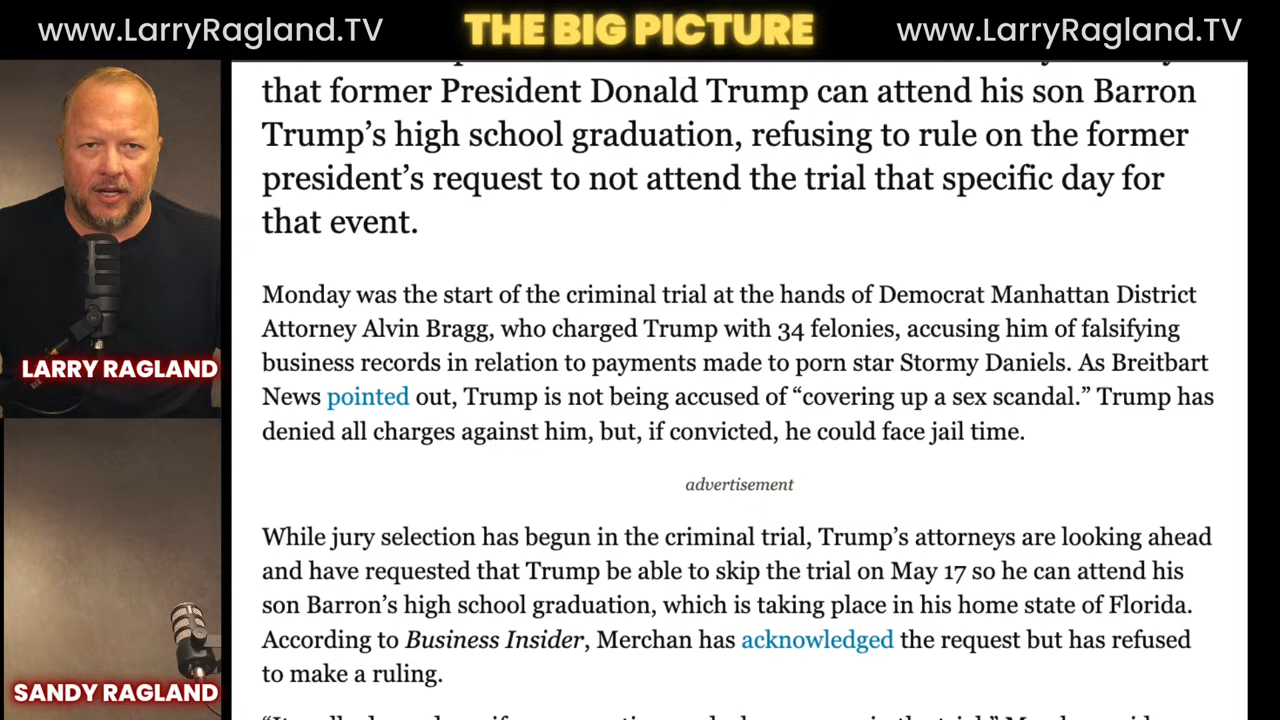 www.LarryRagland.TV
THE BIG PICTURE
www.LarryRagland.TV
that former President Donald Trump can attend his son Barron
Trump’s high school graduation, refusing to rule on the former
president’s request to not attend the trial that specific day for
that event.
Monday was the start of the criminal trial at the hands of Democrat Manhattan District
Attorney Alvin Bragg, who charged Trump with 34 felonies, accusing him of falsifying
business records in relation to payments made to porn star Stormy Daniels. As Breitbart
News pointed out, Trump is not being accused of “covering up a sex scandal.” Trump has
denied all charges against him, but, if convicted, he could face jail time.
advertisement
While jury selection has begun in the criminal trial, Trump’s attorneys are looking ahead
and have requested that Trump be able to skip the trial on May 17 so he can attend his
son Barron’s high school graduation, which is taking place in his home state of Florida.
According to Business Insider, Merchan has acknowledged the request but has refused
to make a ruling.
LARRY RAGLAND
SANDY RAGLAND